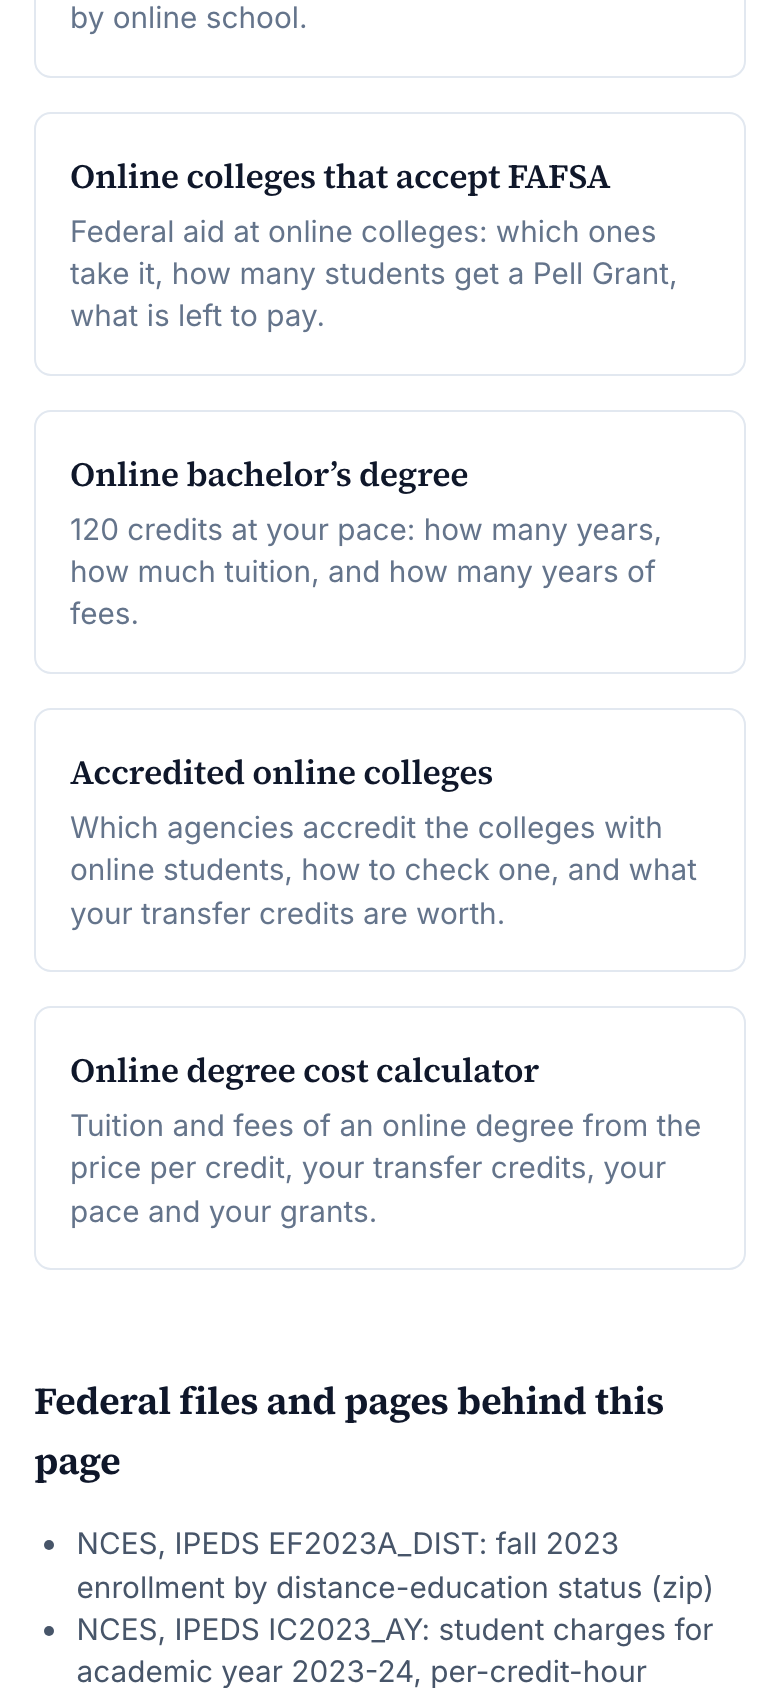 by online school.
Online colleges that accept FAFSA
Federal aid at online colleges: which ones
take it, how many students get a Pell Grant,
what is left to pay.
Online bachelor’s degree
120 credits at your pace: how many years,
how much tuition, and how many years of
fees.
Accredited online colleges
Which agencies accredit the colleges with
online students, how to check one, and what
your transfer credits are worth.
Online degree cost calculator
Tuition and fees of an online degree from the
price per credit, your transfer credits, your
pace and your grants.
Federal files and pages behind this
page
• NCES, IPEDS EF2023A_DIST: fall 2023
enrollment by distance-education status (zip)
• NCES, IPEDS IC2023_AY: student charges for
academic year 2023-24, per-credit-hour